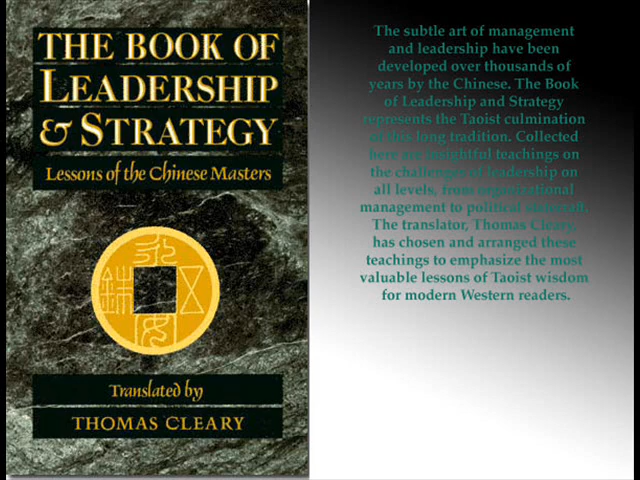 THE BOOK OF
LEADERSHIP
& STRATEGY
Lessons of the Chinese Masters
Translated by
THOMAS CLEARY
The subtle art of management
and leadership have been
developed over thousands of
years by the Chinese. The Book
of Leadership and Strategy
represents the Taoist culmination
of this long tradition. Collected
here are insightful teachings on
the challenges of leadership on
all levels, from organizational
management to political statecraft.
The translator, Thomas Cleary,
has chosen and arranged these
teachings to emphasize the most
valuable lessons of Taoist wisdom
for modern Western readers.